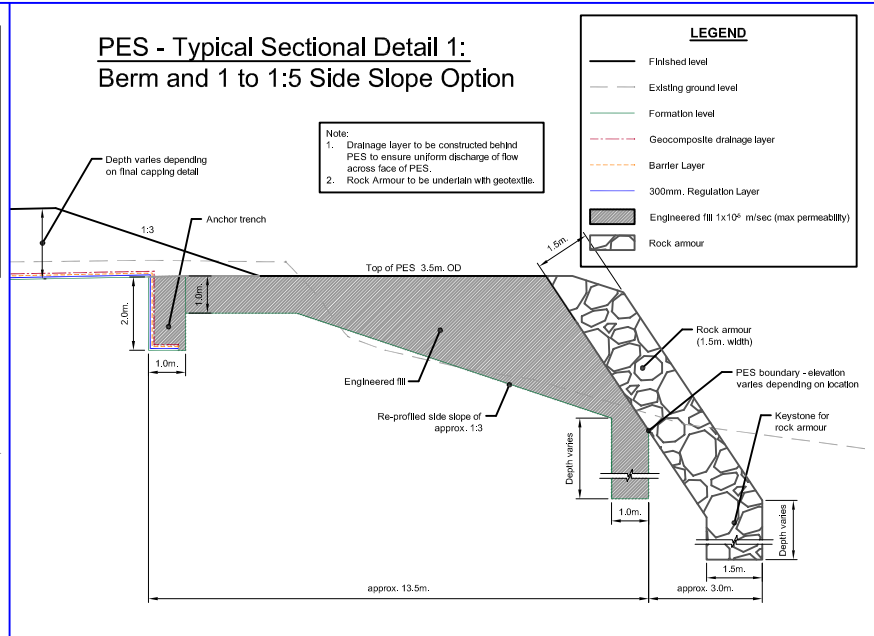 PES - Typical Sectional Detail 1:
Berm and 1 to 1:5 Side Slope Option
LEGEND
Finished level
Existing ground level
Formation level
Geocomposite drainage layer
Barrier Layer
300mm. Regulation Layer
Engineered fill 1x10⁻⁶ m/sec (max permeability)
Rock armour
Note:
1. Drainage layer to be constructed behind
PES to ensure uniform discharge of flow
across face of PES.
2. Rock Armour to be underlain with geotextile.
Depth varies depending
on final capping detail
1:3
Anchor trench
1.5m.
Top of PES 3.5m. OD
2.0m.
1.0m.
1.0m.
Rock armour
(1.5m. width)
PES boundary - elevation
varies depending on location
Engineered fill
Re-profiled side slope of
approx. 1:3
Keystone for
rock armour
Depth varies
Depth varies
1.0m.
1.5m.
approx. 13.5m.
approx. 3.0m.